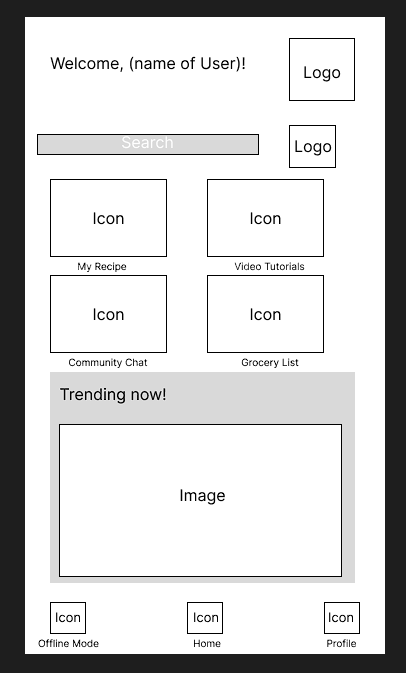 Welcome, (name of User)!
Logo
Search
Logo
Icon
Icon
My Recipe
Video Tutorials
Icon
Icon
Community Chat
Grocery List
Trending now!
Image
Icon
Icon
Icon
Offline Mode
Home
Profile